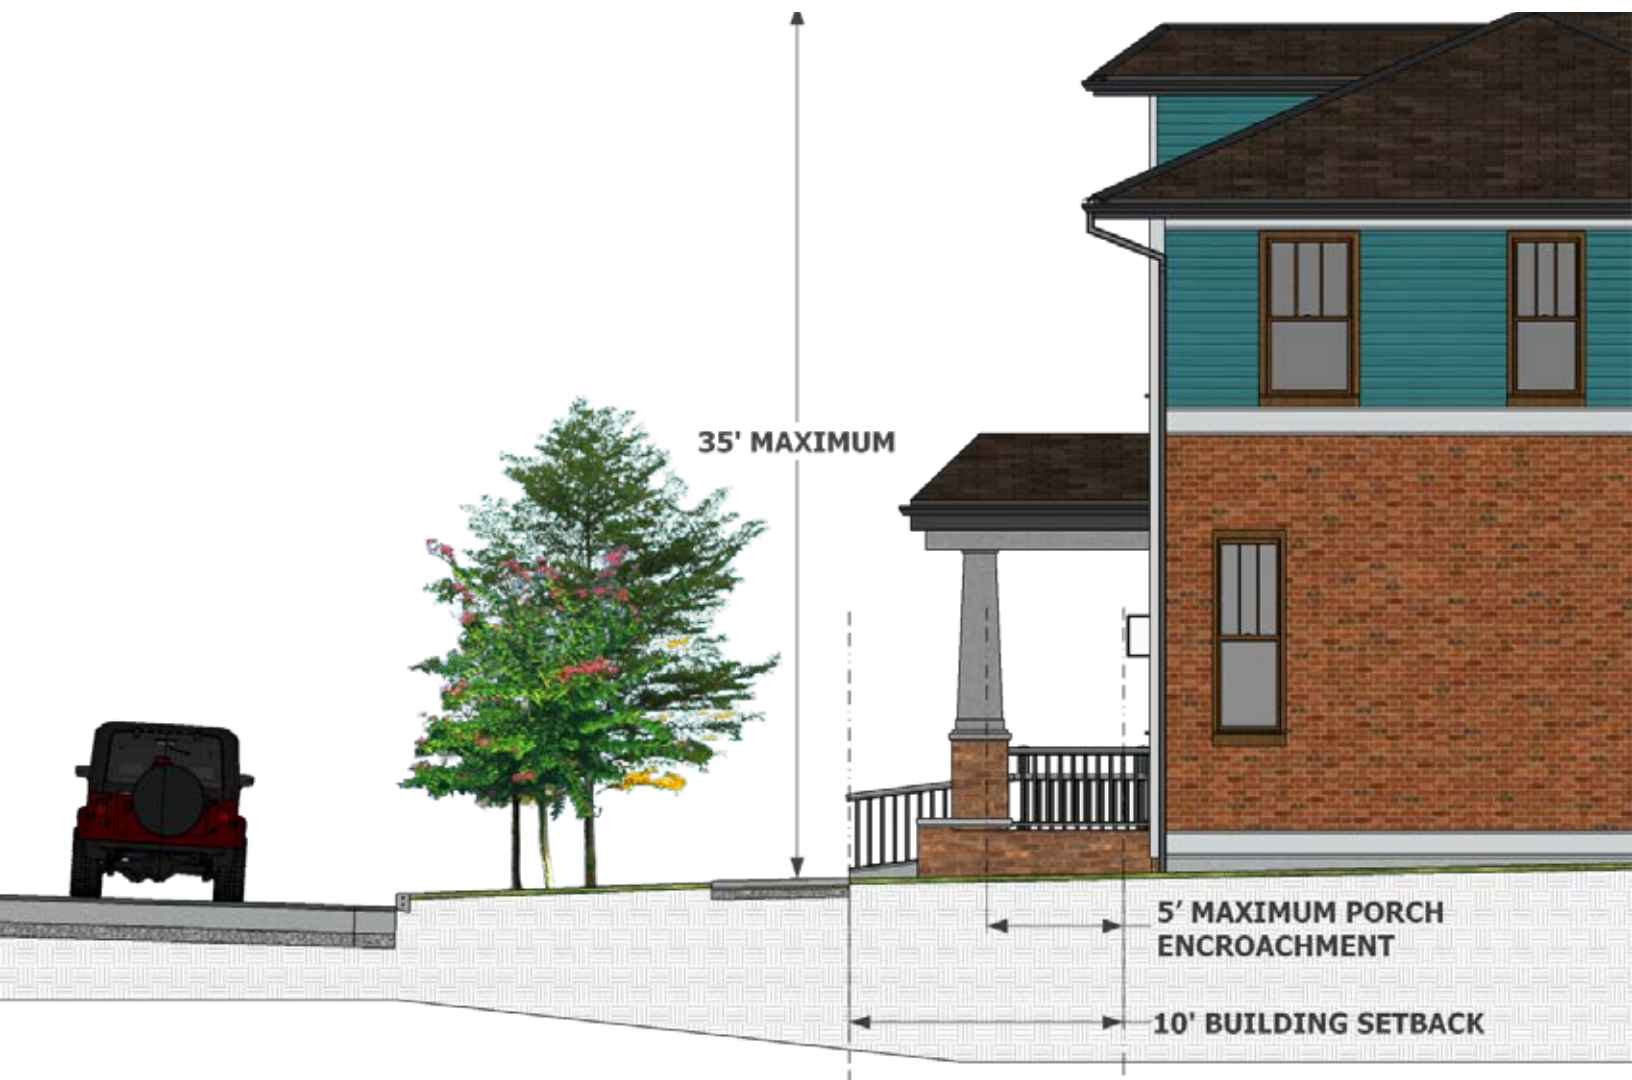 35' MAXIMUM
5’ MAXIMUM PORCH
ENCROACHMENT
10' BUILDING SETBACK